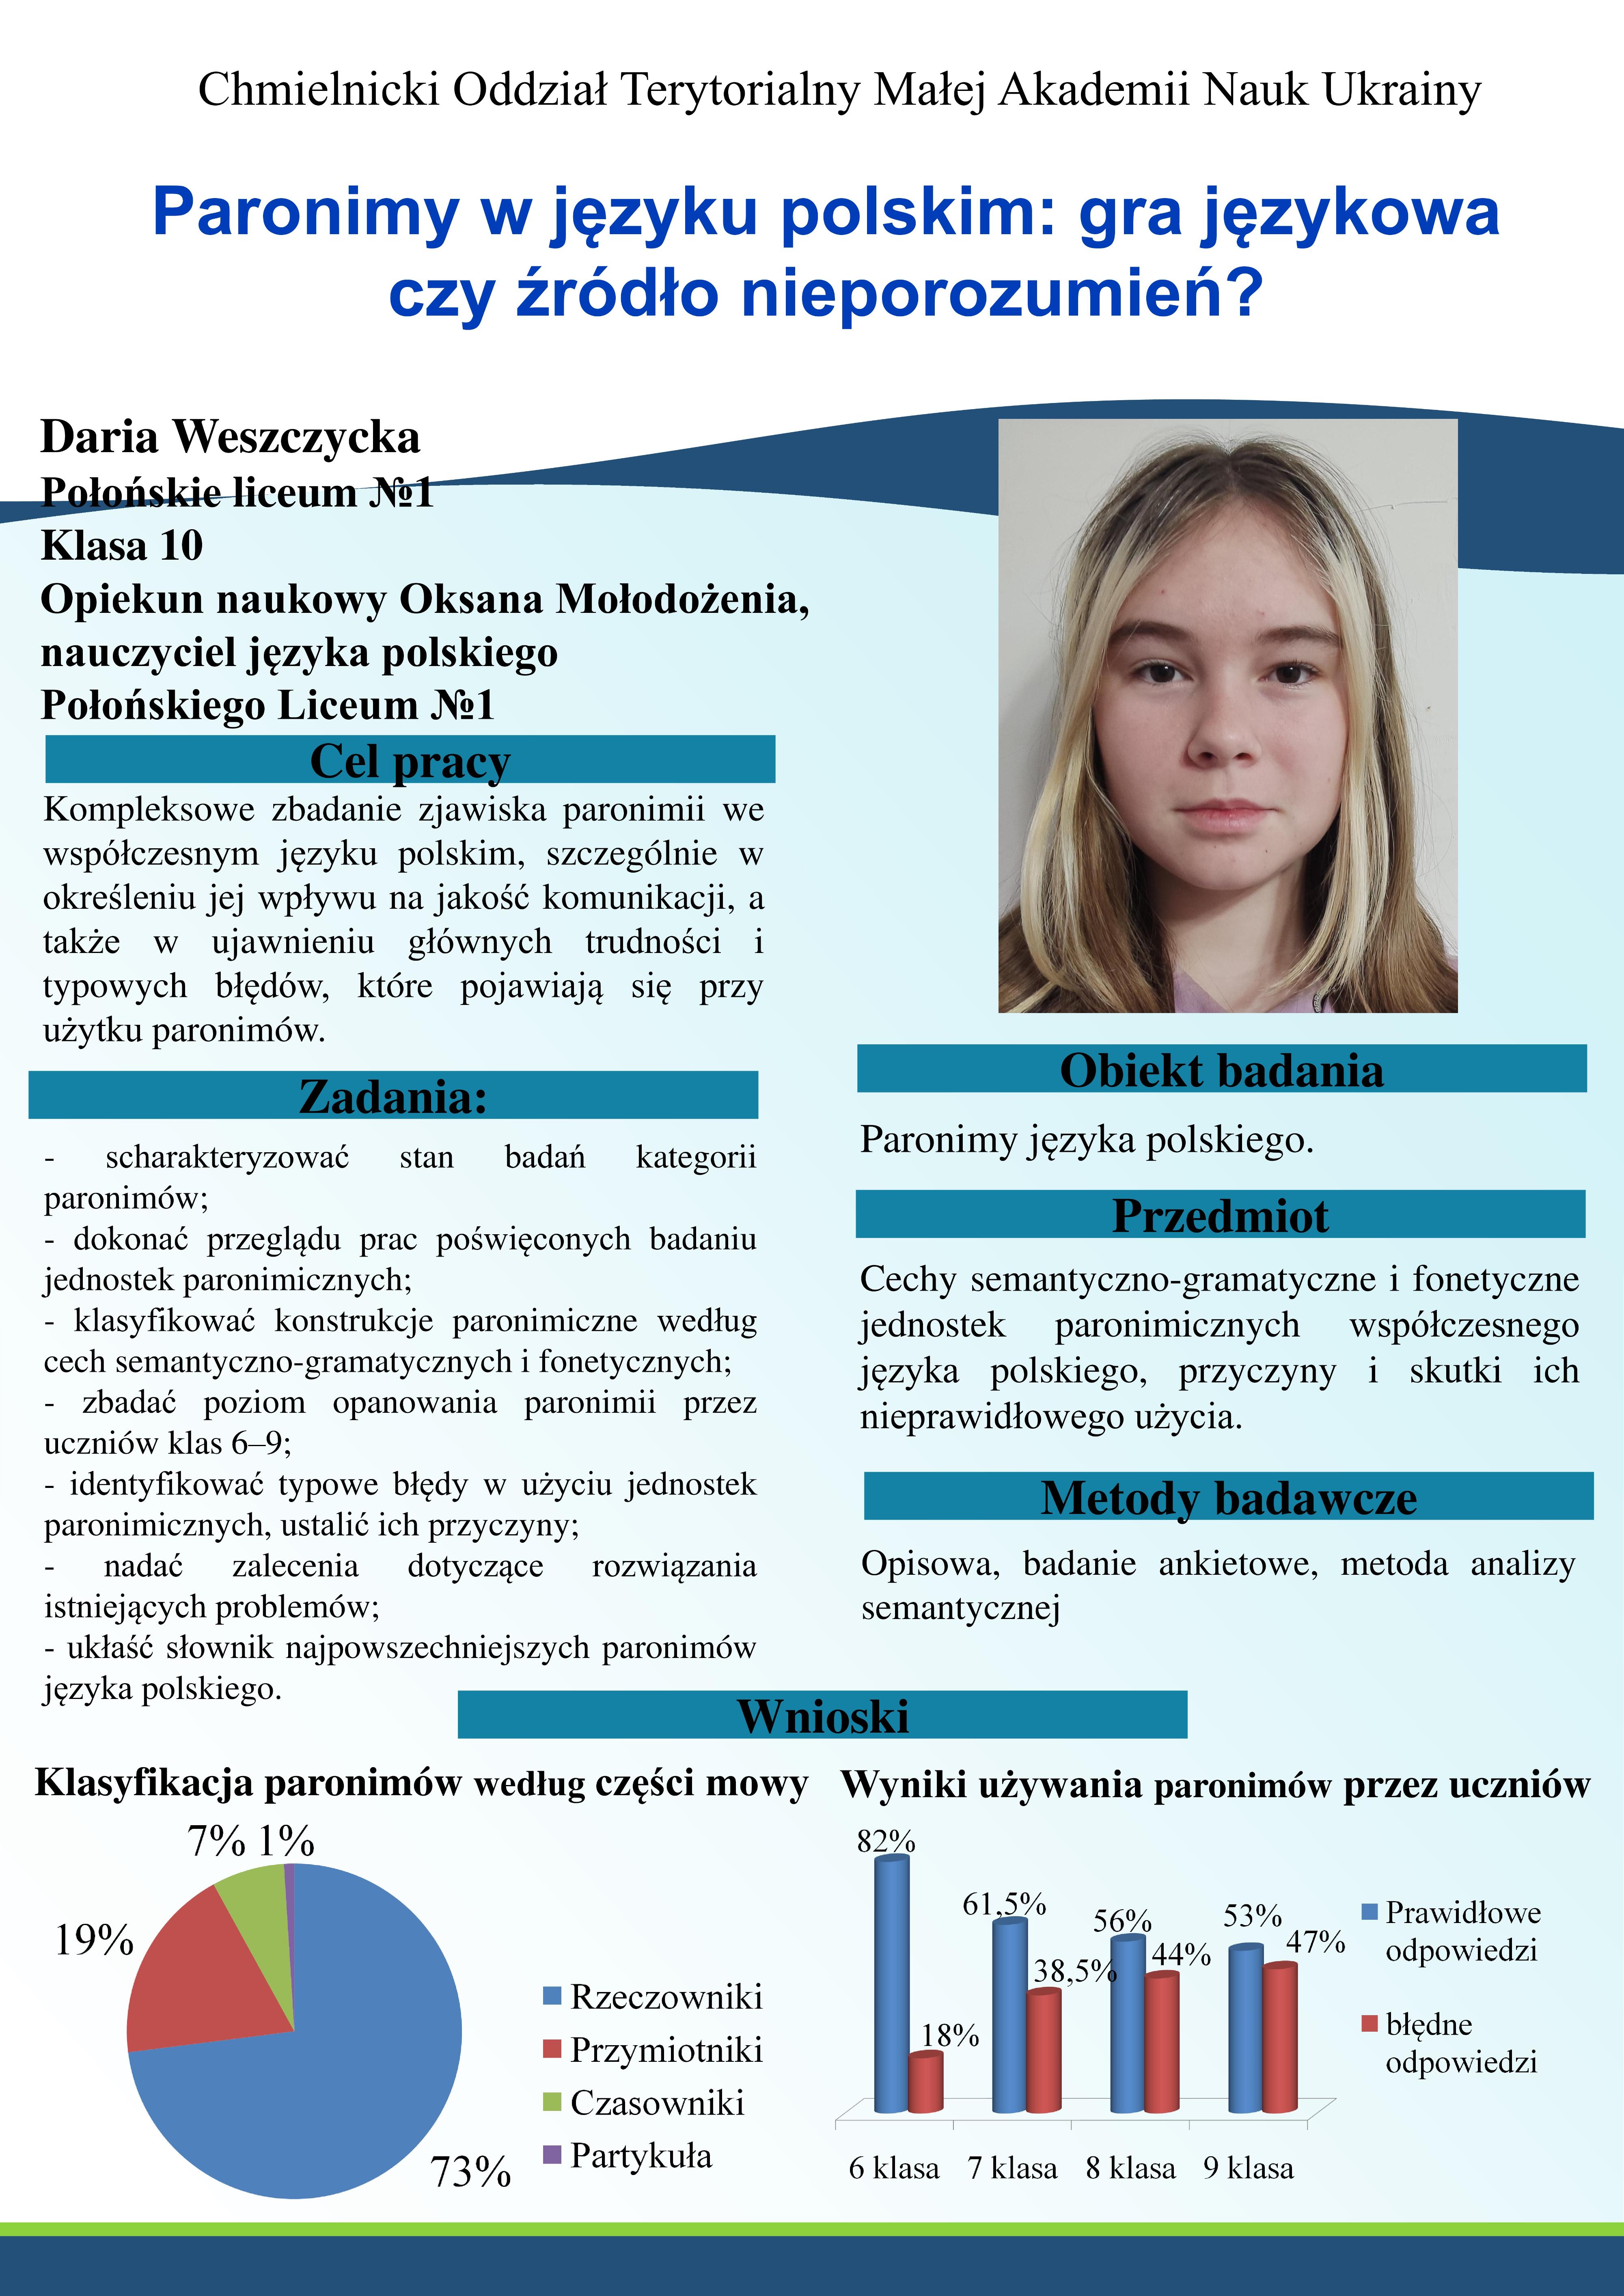 Chmielnicki Oddział Terytorialny Małej Akademii Nauk Ukrainy
Paronimy w języku polskim: gra językowa
czy źródło nieporozumień?
Daria Weszczycka
Połońskie liceum №1
Klasa 10
Opiekun naukowy Oksana Mołodożenia,
nauczyciel języka polskiego
Połońskiego Liceum №1
Cel pracy
Kompleksowe zbadanie zjawiska paronimii we
współczesnym języku polskim, szczególnie w
określeniu jej wpływu na jakość komunikacji, a
także w ujawnieniu głównych trudności i
typowych błędów, które pojawiają się przy
użytku paronimów.
Zadania:
- scharakteryzować stan badań kategorii
paronimów;
- dokonać przeglądu prac poświęconych badaniu
jednostek paronimicznych;
- klasyfikować konstrukcje paronimiczne według
cech semantyczno-gramatycznych i fonetycznych;
- zbadać poziom opanowania paronimii przez
uczniów klas 6–9;
- identyfikować typowe błędy w użyciu jednostek
paronimicznych, ustalić ich przyczyny;
- nadać zalecenia dotyczące rozwiązania
istniejących problemów;
- układść słownik najpowszechniejszych paronimów
języka polskiego.
Obiekt badania
Paronimy języka polskiego.
Przedmiot
Cechy semantyczno-gramatyczne i fonetyczne
jednostek paronimicznych współczesnego
języka polskiego, przyczyny i skutki ich
nieprawidłowego użycia.
Metody badawcze
Opisowa, badanie ankietowe, metoda analizy
semantycznej
Wnioski
Klasyfikacja paronimów według części mowy
7% 1%
19%
73%
Rzeczowniki
Przymiotniki
Czasowniki
Partykuła
Wyniki używania paronimów przez uczniów
82%
18%
61,5%
38,5%
56%
44%
53%
47%
6 klasa 7 klasa 8 klasa 9 klasa
Prawidłowe
odpowiedzi
błędne
odpowiedzi